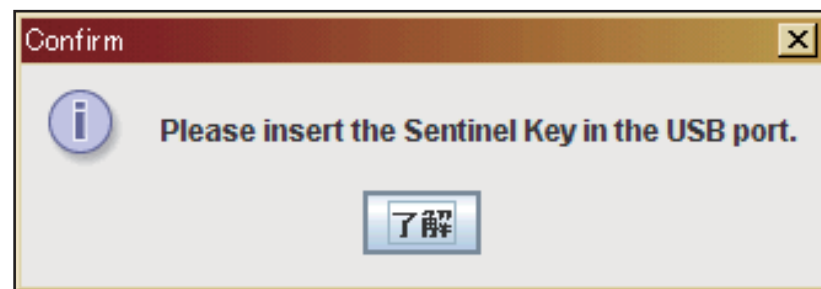 Confirm
Please insert the Sentinel Key in the USB port.
了解